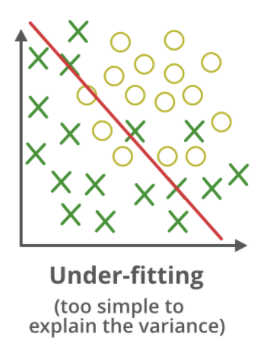 Under-fitting
(too simple to
explain the variance)